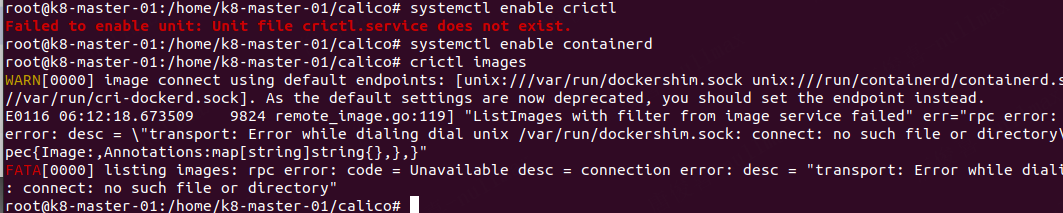 root@k8-master-01:/home/k8-master-01/calico# systemctl enable crictl
Failed to enable unit: Unit file crictl.service does not exist.
root@k8-master-01:/home/k8-master-01/calico# systemctl enable containerd
root@k8-master-01:/home/k8-master-01/calico# crictl images
WARN[0000] image connect using default endpoints: [unix:///var/run/dockershim.sock unix:///run/containerd/containerd.s
//var/run/cri-dockerd.sock]. As the default settings are now deprecated, you should set the endpoint instead.
E0116 06:12:18.673509    9824 remote_image.go:119] "ListImages with filter from image service failed" err="rpc error:
error: desc = \"transport: Error while dialing dial unix /var/run/dockershim.sock: connect: no such file or directory\
pec{Image:,Annotations:map[string]string{},},}"
FATA[0000] listing images: rpc error: code = Unavailable desc = connection error: desc = "transport: Error while diali
: connect: no such file or directory"
root@k8-master-01:/home/k8-master-01/calico#